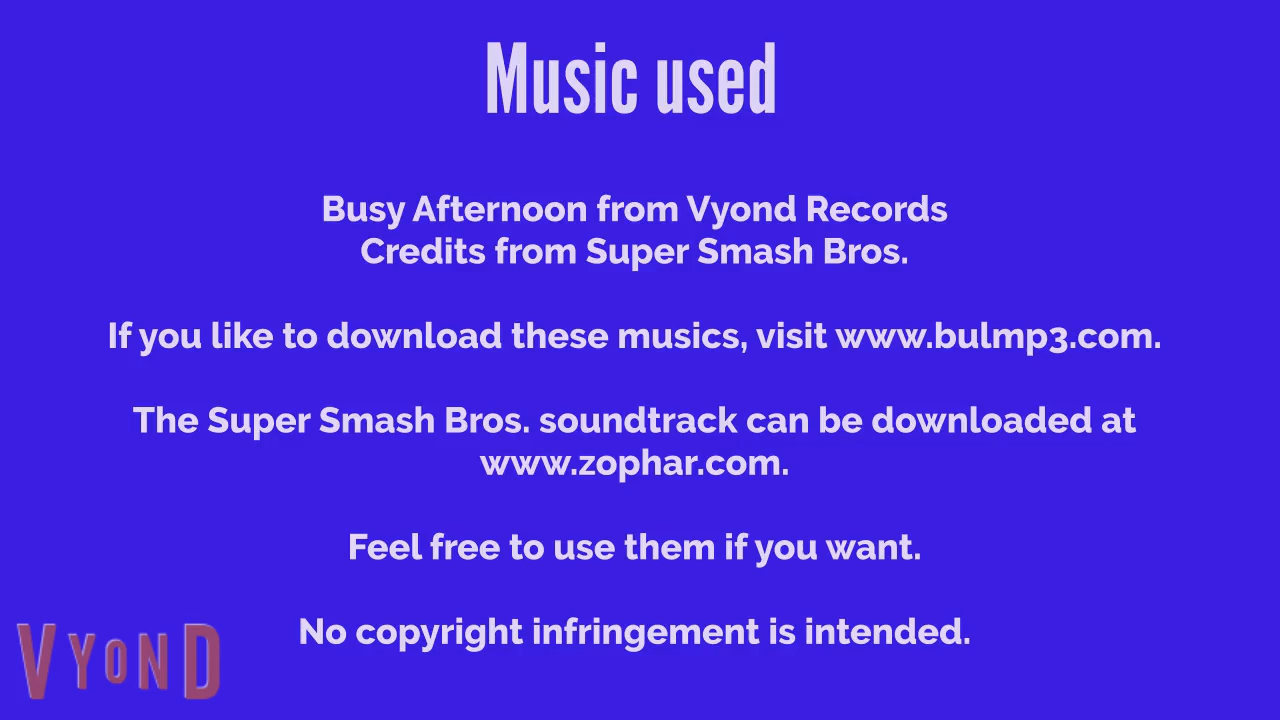 Music used
Busy Afternoon from Vyond Records
Credits from Super Smash Bros.
If you like to download these musics, visit www.bulmp3.com.
The Super Smash Bros. soundtrack can be downloaded at
www.zophar.com.
Feel free to use them if you want.
No copyright infringement is intended.
VYOND